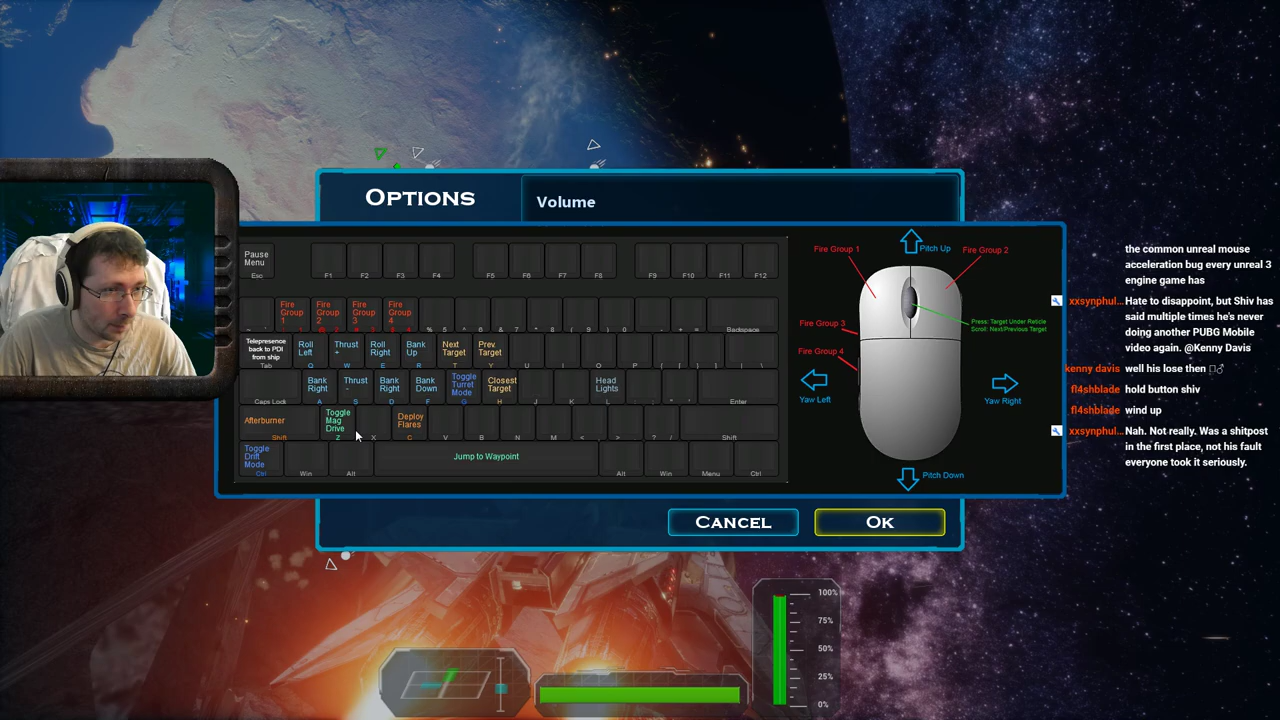 OPTIONS
Volume
Pause Menu
Esc
F1 F2 F3 F4 F5 F6 F7 F8 F9 F10 F11 F12
Fire Group 1
Fire Group 2
Fire Group 3
Fire Group 4
Backspace
Telepresence back to PDI from ship
Tab
Roll Left
Q
Thrust +
W
Roll Right
E
Bank Up
R
Next Target
T
Prev. Target
Y
U I O P
Caps Lock
Bank Right
A
Thrust -
S
Bank Right
D
Bank Down
F
Toggle Turret Mode
G
Closest Target
H
J K
Head Lights
L
Enter
Afterburner
Shift
Toggle Mag Drive
Z
X
Deploy Flares
C
V B N M < > ? /
Shift
Toggle Drift Mode
Ctrl
Win
Alt
Jump to Waypoint
Alt
Win
Menu
Ctrl
Pitch Up
Fire Group 1
Fire Group 2
Press: Target Under Reticle
Scroll: Next/Previous Target
Fire Group 3
Fire Group 4
Yaw Left
Yaw Right
Pitch Down
CANCEL
OK
100%
75%
50%
25%
0%
the common unreal mouse
acceleration bug every unreal 3
engine game has
xxsynphul... Hate to disappoint, but Shiv has
said multiple times he's never
doing another PUBG Mobile
video again. @Kenny Davis
kenny davis well his lose then
fl4shblade hold button shiv
fl4shblade wind up
xxsynphul... Nah. Not really. Was a shitpost
in the first place, not his fault
everyone took it seriously.